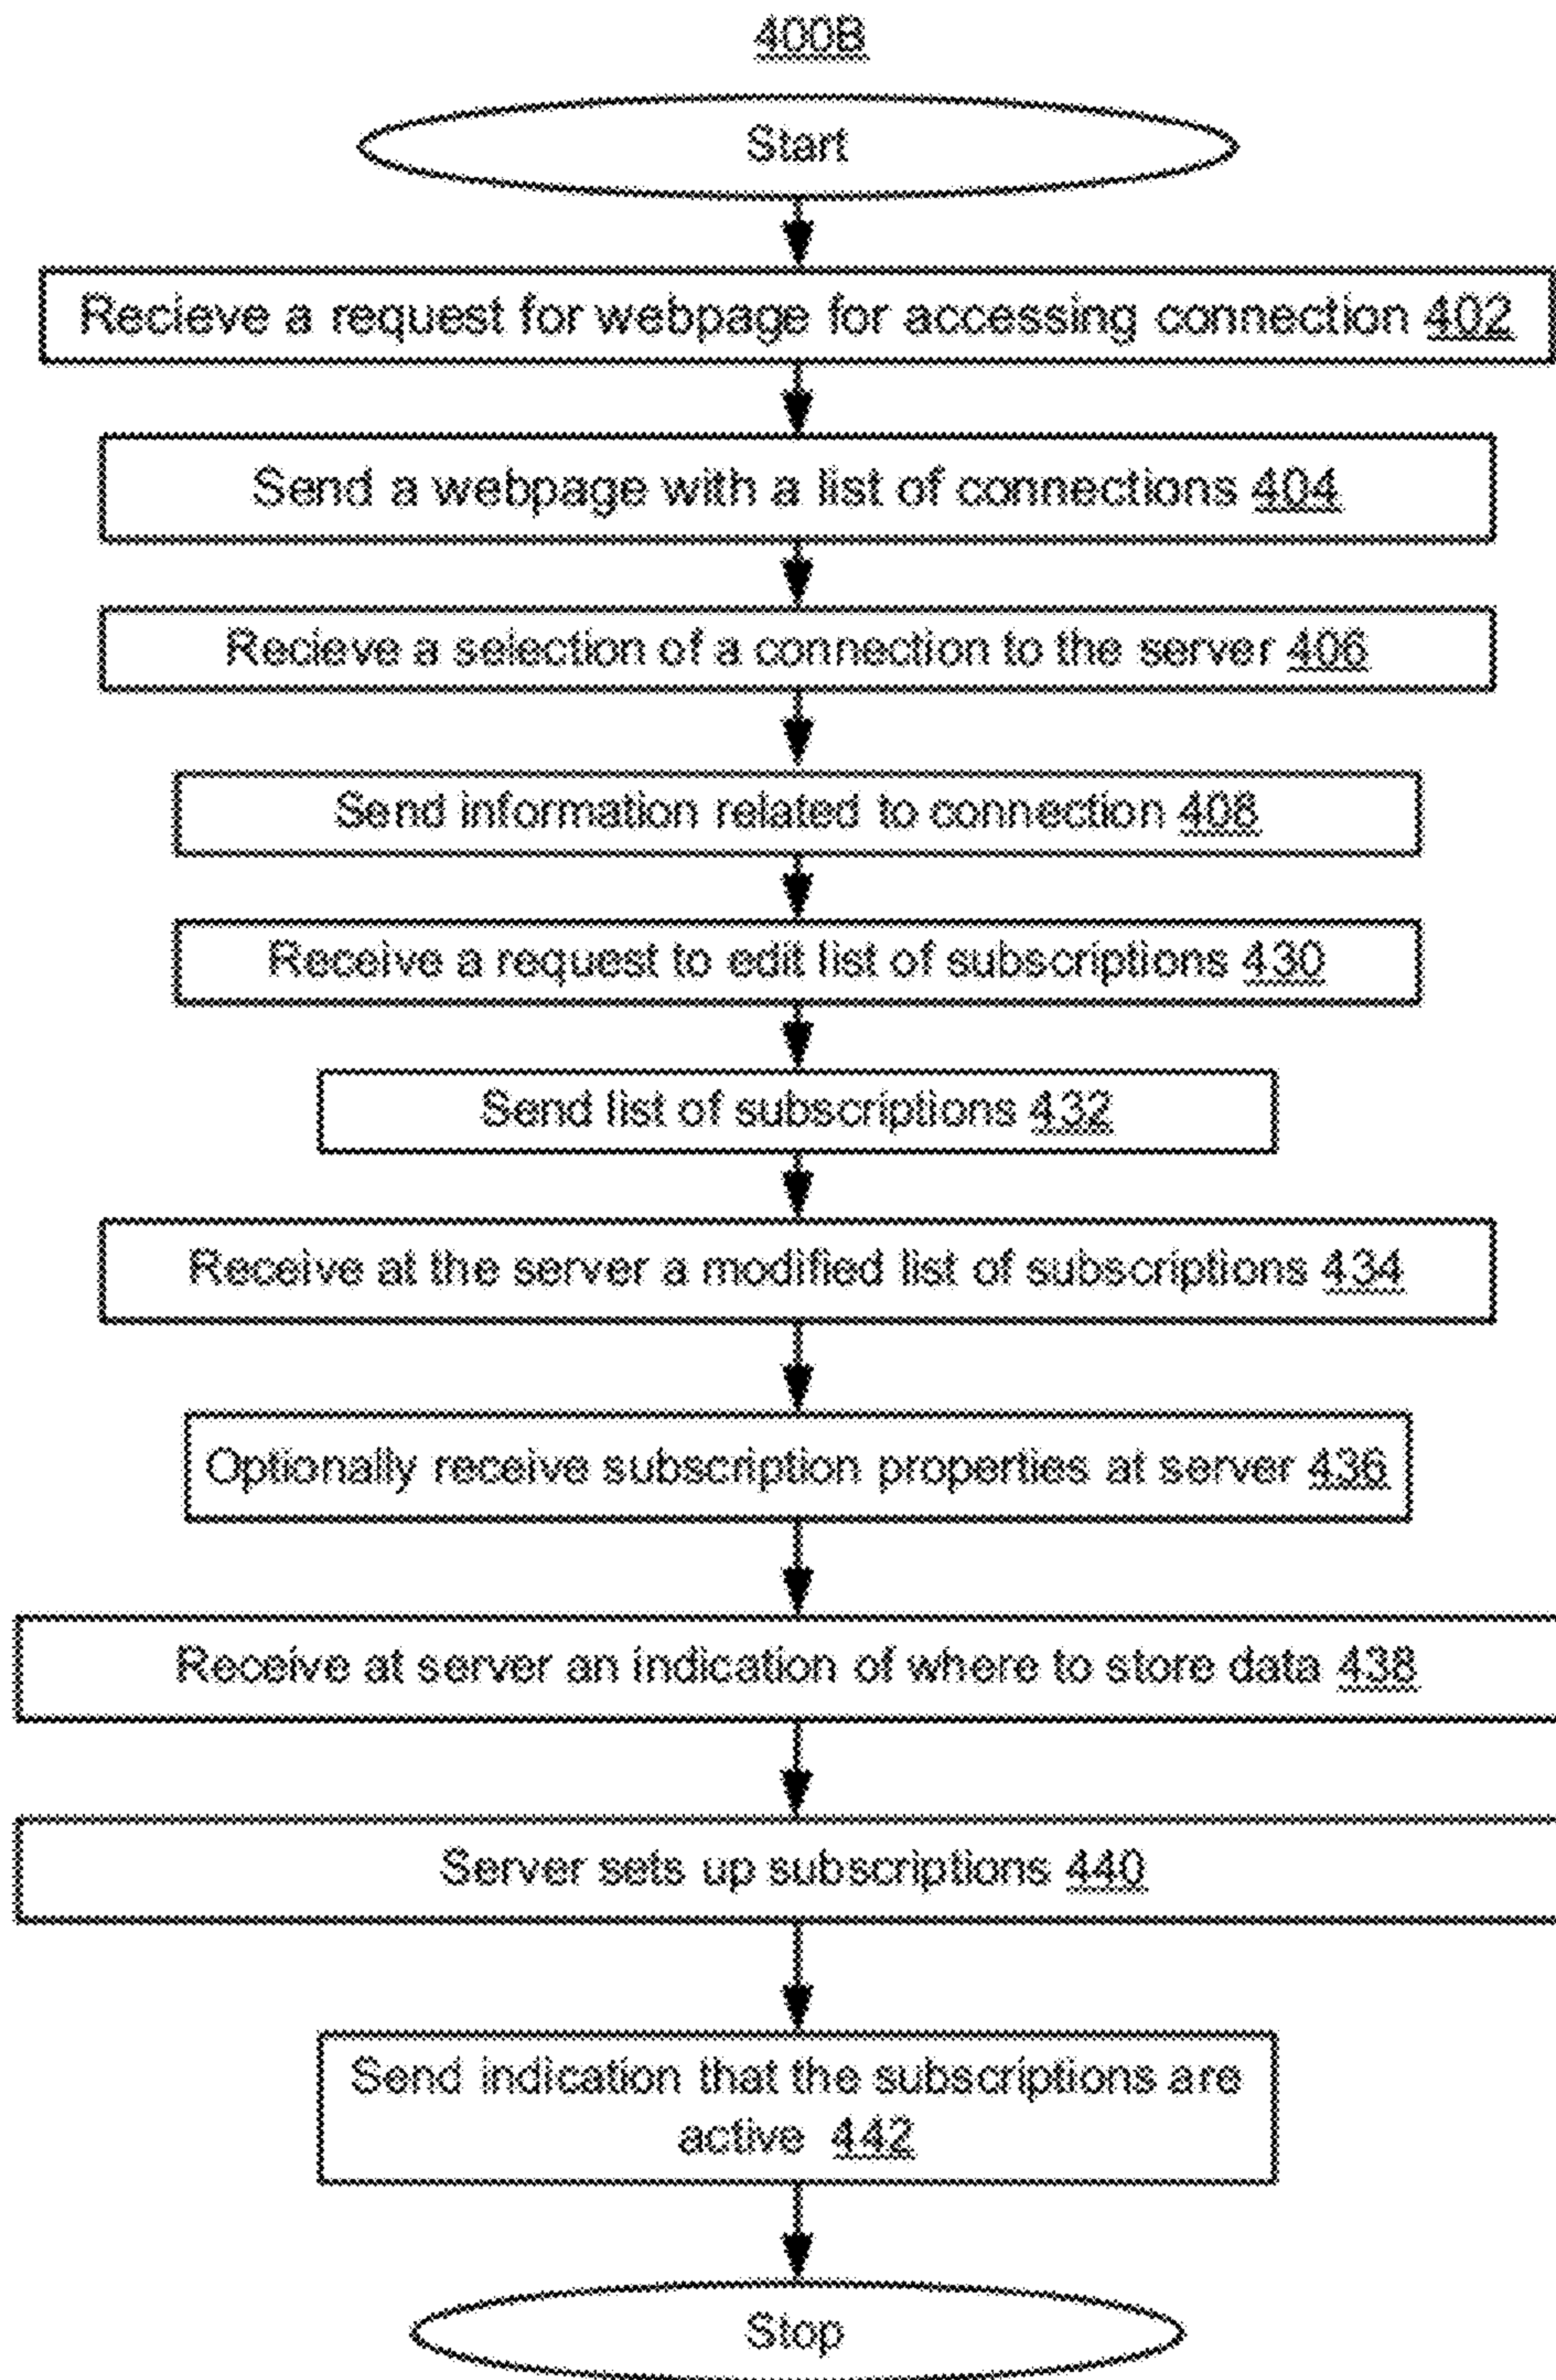 400B
Start
Recieve a request for webpage for accessing connection 402
Send a webpage with a list of connections 404
Recieve a selection of a connection to the server 406
Send information related to connection 408
Receive a request to edit list of subscriptions 430
Send list of subscriptions 432
Receive at the server a modified list of subscriptions 434
Optionally receive subscription properties at server 436
Receive at server an indication of where to store data 438
Server sets up subscriptions 440
Send indication that the subscriptions are
active 442
Stop